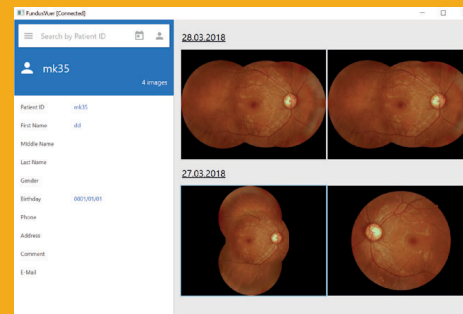 FundusVuer [Connected]
Search by Patient ID
mk35
4 images
Patient ID mk35
First Name dd
Middle Name
Last Name
Gender
Birthday 0001/01/01
Phone
Address
Comment
E-Mail
28.03.2018
27.03.2018